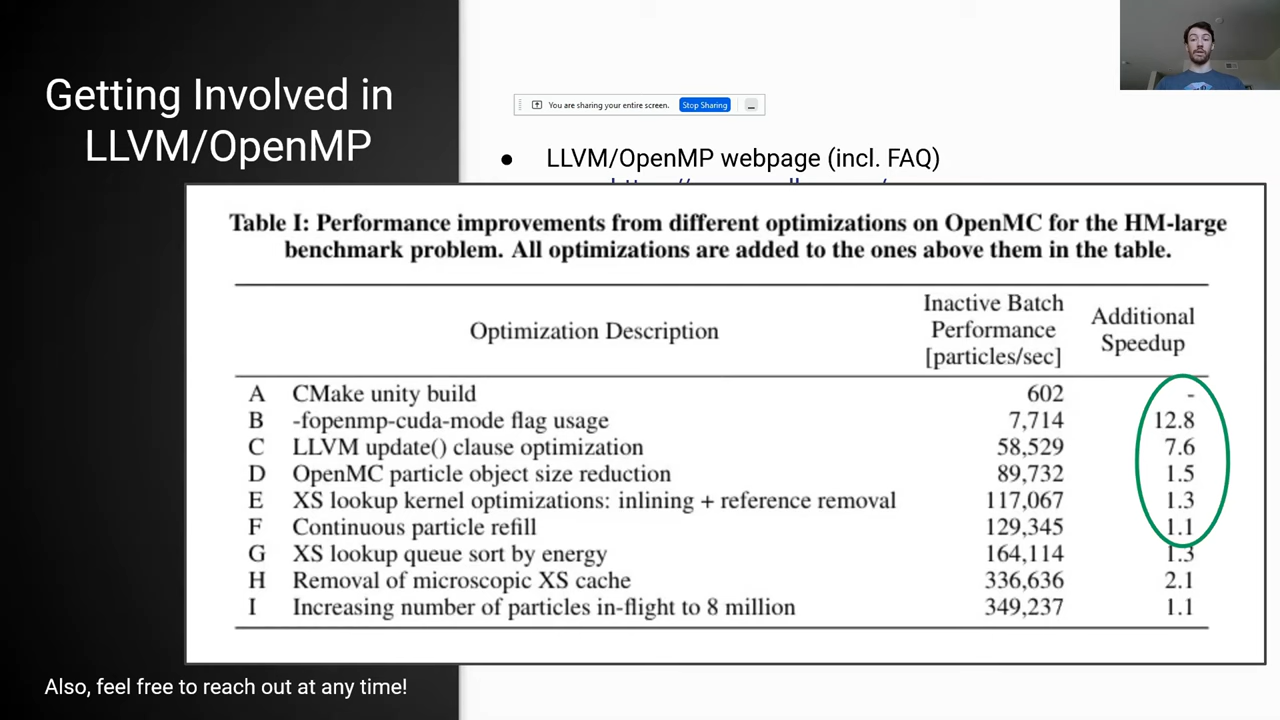 Getting Involved in
LLVM/OpenMP
You are sharing your entire screen. Stop Sharing
● LLVM/OpenMP webpage (incl. FAQ)
Table I: Performance improvements from different optimizations on OpenMC for the HM-large
benchmark problem. All optimizations are added to the ones above them in the table.
Optimization Description
Inactive Batch
Performance
[particles/sec]
Additional
Speedup
A CMake unity build 602 -
B -fopenmp-cuda-mode flag usage 7,714 12.8
C LLVM update() clause optimization 58,529 7.6
D OpenMC particle object size reduction 89,732 1.5
E XS lookup kernel optimizations: inlining + reference removal 117,067 1.3
F Continuous particle refill 129,345 1.1
G XS lookup queue sort by energy 164,114 1.3
H Removal of microscopic XS cache 336,636 2.1
I Increasing number of particles in-flight to 8 million 349,237 1.1
Also, feel free to reach out at any time!